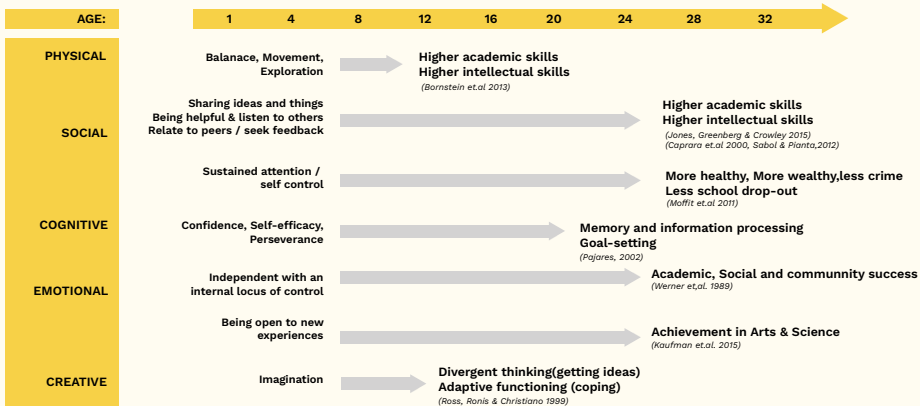 AGE: 1 4 8 12 16 20 24 28 32
PHYSICAL
Balanace, Movement,
Exploration
Higher academic skills
Higher intellectual skills
(Bornstein et.al 2013)
SOCIAL
Sharing ideas and things
Being helpful & listen to others
Relate to peers / seek feedback
Higher academic skills
Higher intellectual skills
(Jones, Greenberg & Crowley 2015)
(Caprara et.al 2000, Sabol & Pianta,2012)
Sustained attention /
self control
More healthy, More wealthy,less crime
Less school drop-out
(Moffit et.al 2011)
COGNITIVE
Confidence, Self-efficacy,
Perseverance
Memory and information processing
Goal-setting
(Pajares, 2002)
EMOTIONAL
Independent with an
internal locus of control
Academic, Social and communnity success
(Werner et,al. 1989)
Being open to new
experiences
Achievement in Arts & Science
(Kaufman et.al. 2015)
CREATIVE
Imagination
Divergent thinking(getting ideas)
Adaptive functioning (coping)
(Ross, Ronis & Christiano 1999)